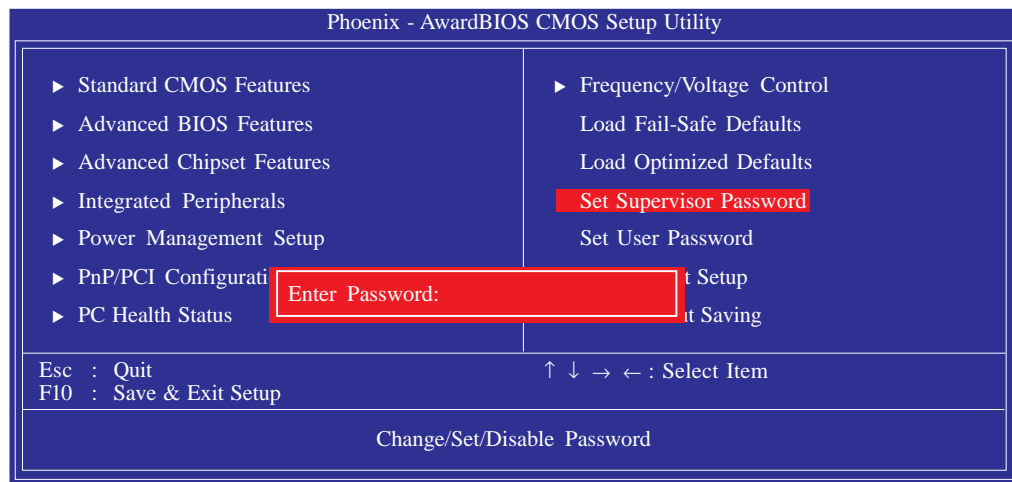 Phoenix - AwardBIOS CMOS Setup Utility
► Standard CMOS Features
► Advanced BIOS Features
► Advanced Chipset Features
► Integrated Peripherals
► Power Management Setup
► PnP/PCI Configurati
► PC Health Status
► Frequency/Voltage Control
Load Fail-Safe Defaults
Load Optimized Defaults
Set Supervisor Password
Set User Password
t Setup
ut Saving
Enter Password:
Esc : Quit
F10 : Save & Exit Setup
↑ ↓ → ← : Select Item
Change/Set/Disable Password